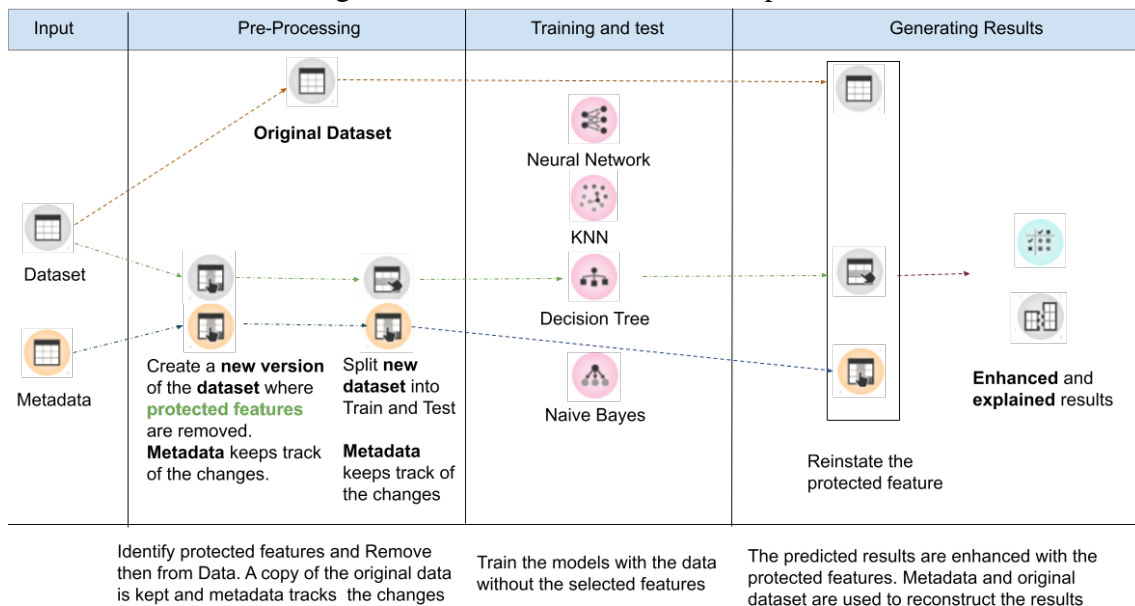 Input
Pre-Processing
Training and test
Generating Results
Original Dataset
Neural Network
KNN
Dataset
Decision Tree
Metadata
Create a new version
of the dataset where
protected features
are removed.
Metadata keeps track
of the changes.
Split new
dataset into
Train and Test
Metadata
keeps track of
the changes
Naive Bayes
Enhanced and
explained results
Reinstate the
protected feature
Identify protected features and Remove
then from Data. A copy of the original data
is kept and metadata tracks the changes
Train the models with the data
without the selected features
The predicted results are enhanced with the
protected features. Metadata and original
dataset are used to reconstruct the results